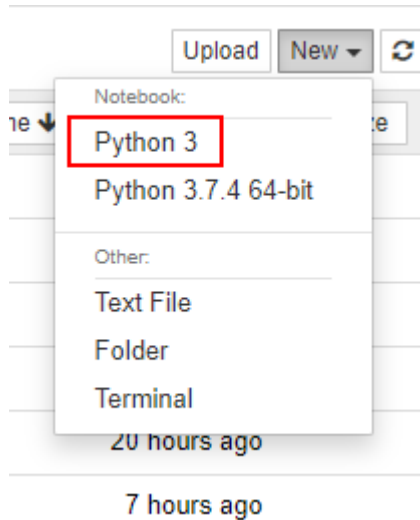 Upload New
Notebook:
Python 3
Python 3.7.4 64-bit
Other:
Text File
Folder
Terminal
20 hours ago
7 hours ago